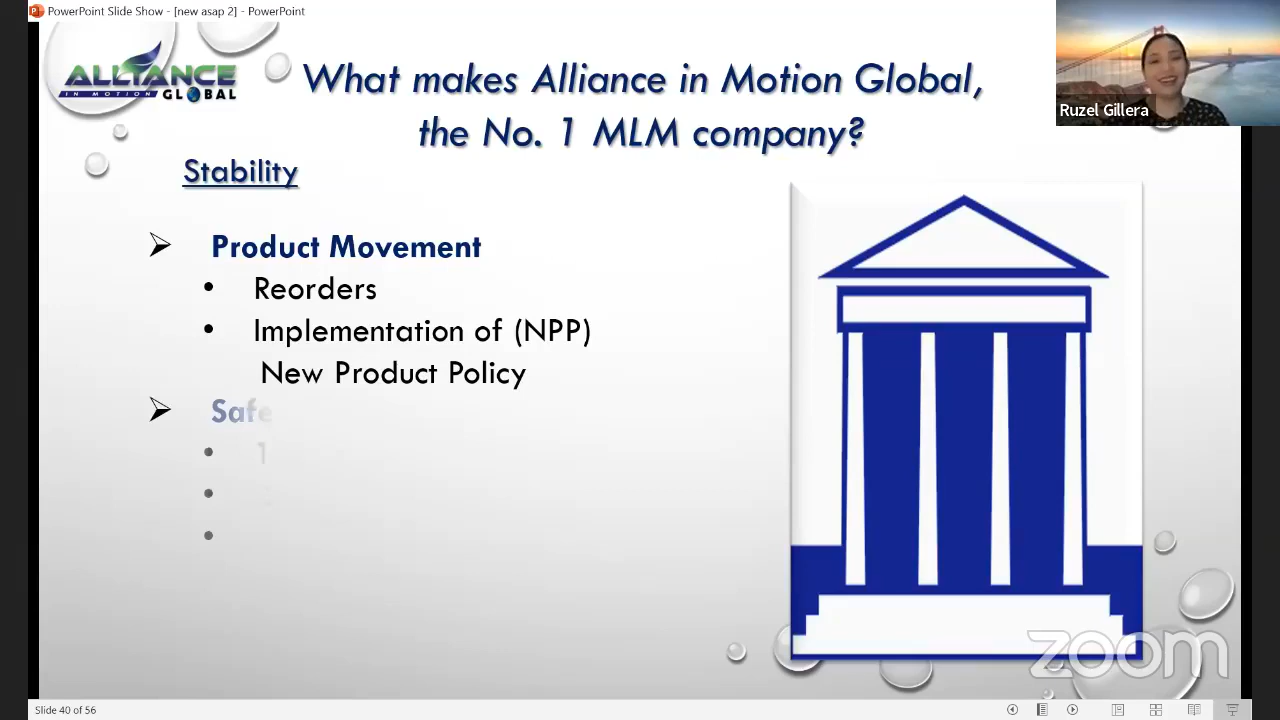 PowerPoint Slide Show - [new asap 2] - PowerPoint
ALLIANCE
IN MOTION GLOBAL
What makes Alliance in Motion Global,
the No. 1 MLM company?
Ruzel Gillera
Stability
Product Movement
Reorders
Implementation of (NPP)
New Product Policy
Safe
1
zoom
Slide 40 of 56